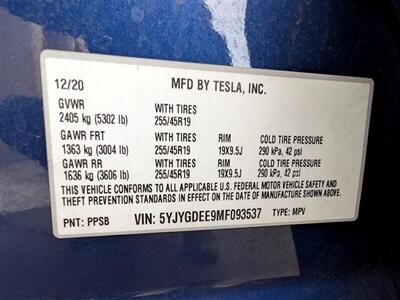 12/20 MFD BY TESLA, INC.
GVWR WITH TIRES
2405 kg (5302 lb) 255/45R19
GAWR FRT WITH TIRES RIM COLD TIRE PRESSURE
1363 kg (3004 lb) 255/45R19 19X9.5J 290 kPa, 42 psi
GAWR RR WITH TIRES RIM COLD TIRE PRESSURE
1636 kg (3606 lb) 255/45R19 19X9.5J 290 kPa, 42 psi
THIS VEHICLE CONFORMS TO ALL APPLICABLE U.S. FEDERAL MOTOR VEHICLE SAFETY AND
THEFT PREVENTION STANDARDS IN EFFECT ON THE DATE OF MANUFACTURE SHOWN ABOVE.
PNT: PPSB VIN: 5YJYGDEE9MF093537 TYPE: MPV